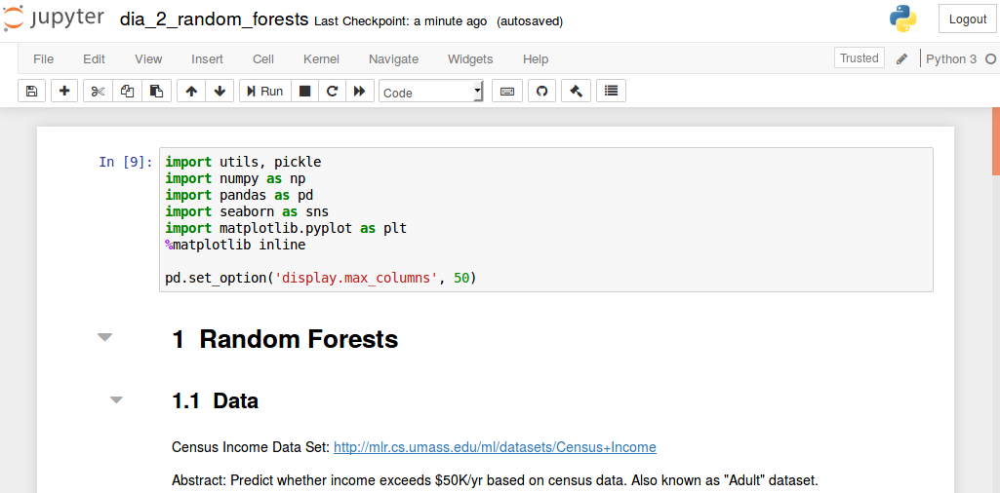 jupyter dia_2_random_forests Last Checkpoint: a minute ago (autosaved) Logout
File Edit View Insert Cell Kernel Navigate Widgets Help Trusted Python 3
Run Code
In [9]: import utils, pickle
import numpy as np
import pandas as pd
import seaborn as sns
import matplotlib.pyplot as plt
%matplotlib inline
pd.set_option('display.max_columns', 50)
1 Random Forests
1.1 Data
Census Income Data Set: http://mlr.cs.umass.edu/ml/datasets/Census+Income
Abstract: Predict whether income exceeds $50K/yr based on census data. Also known as "Adult" dataset.